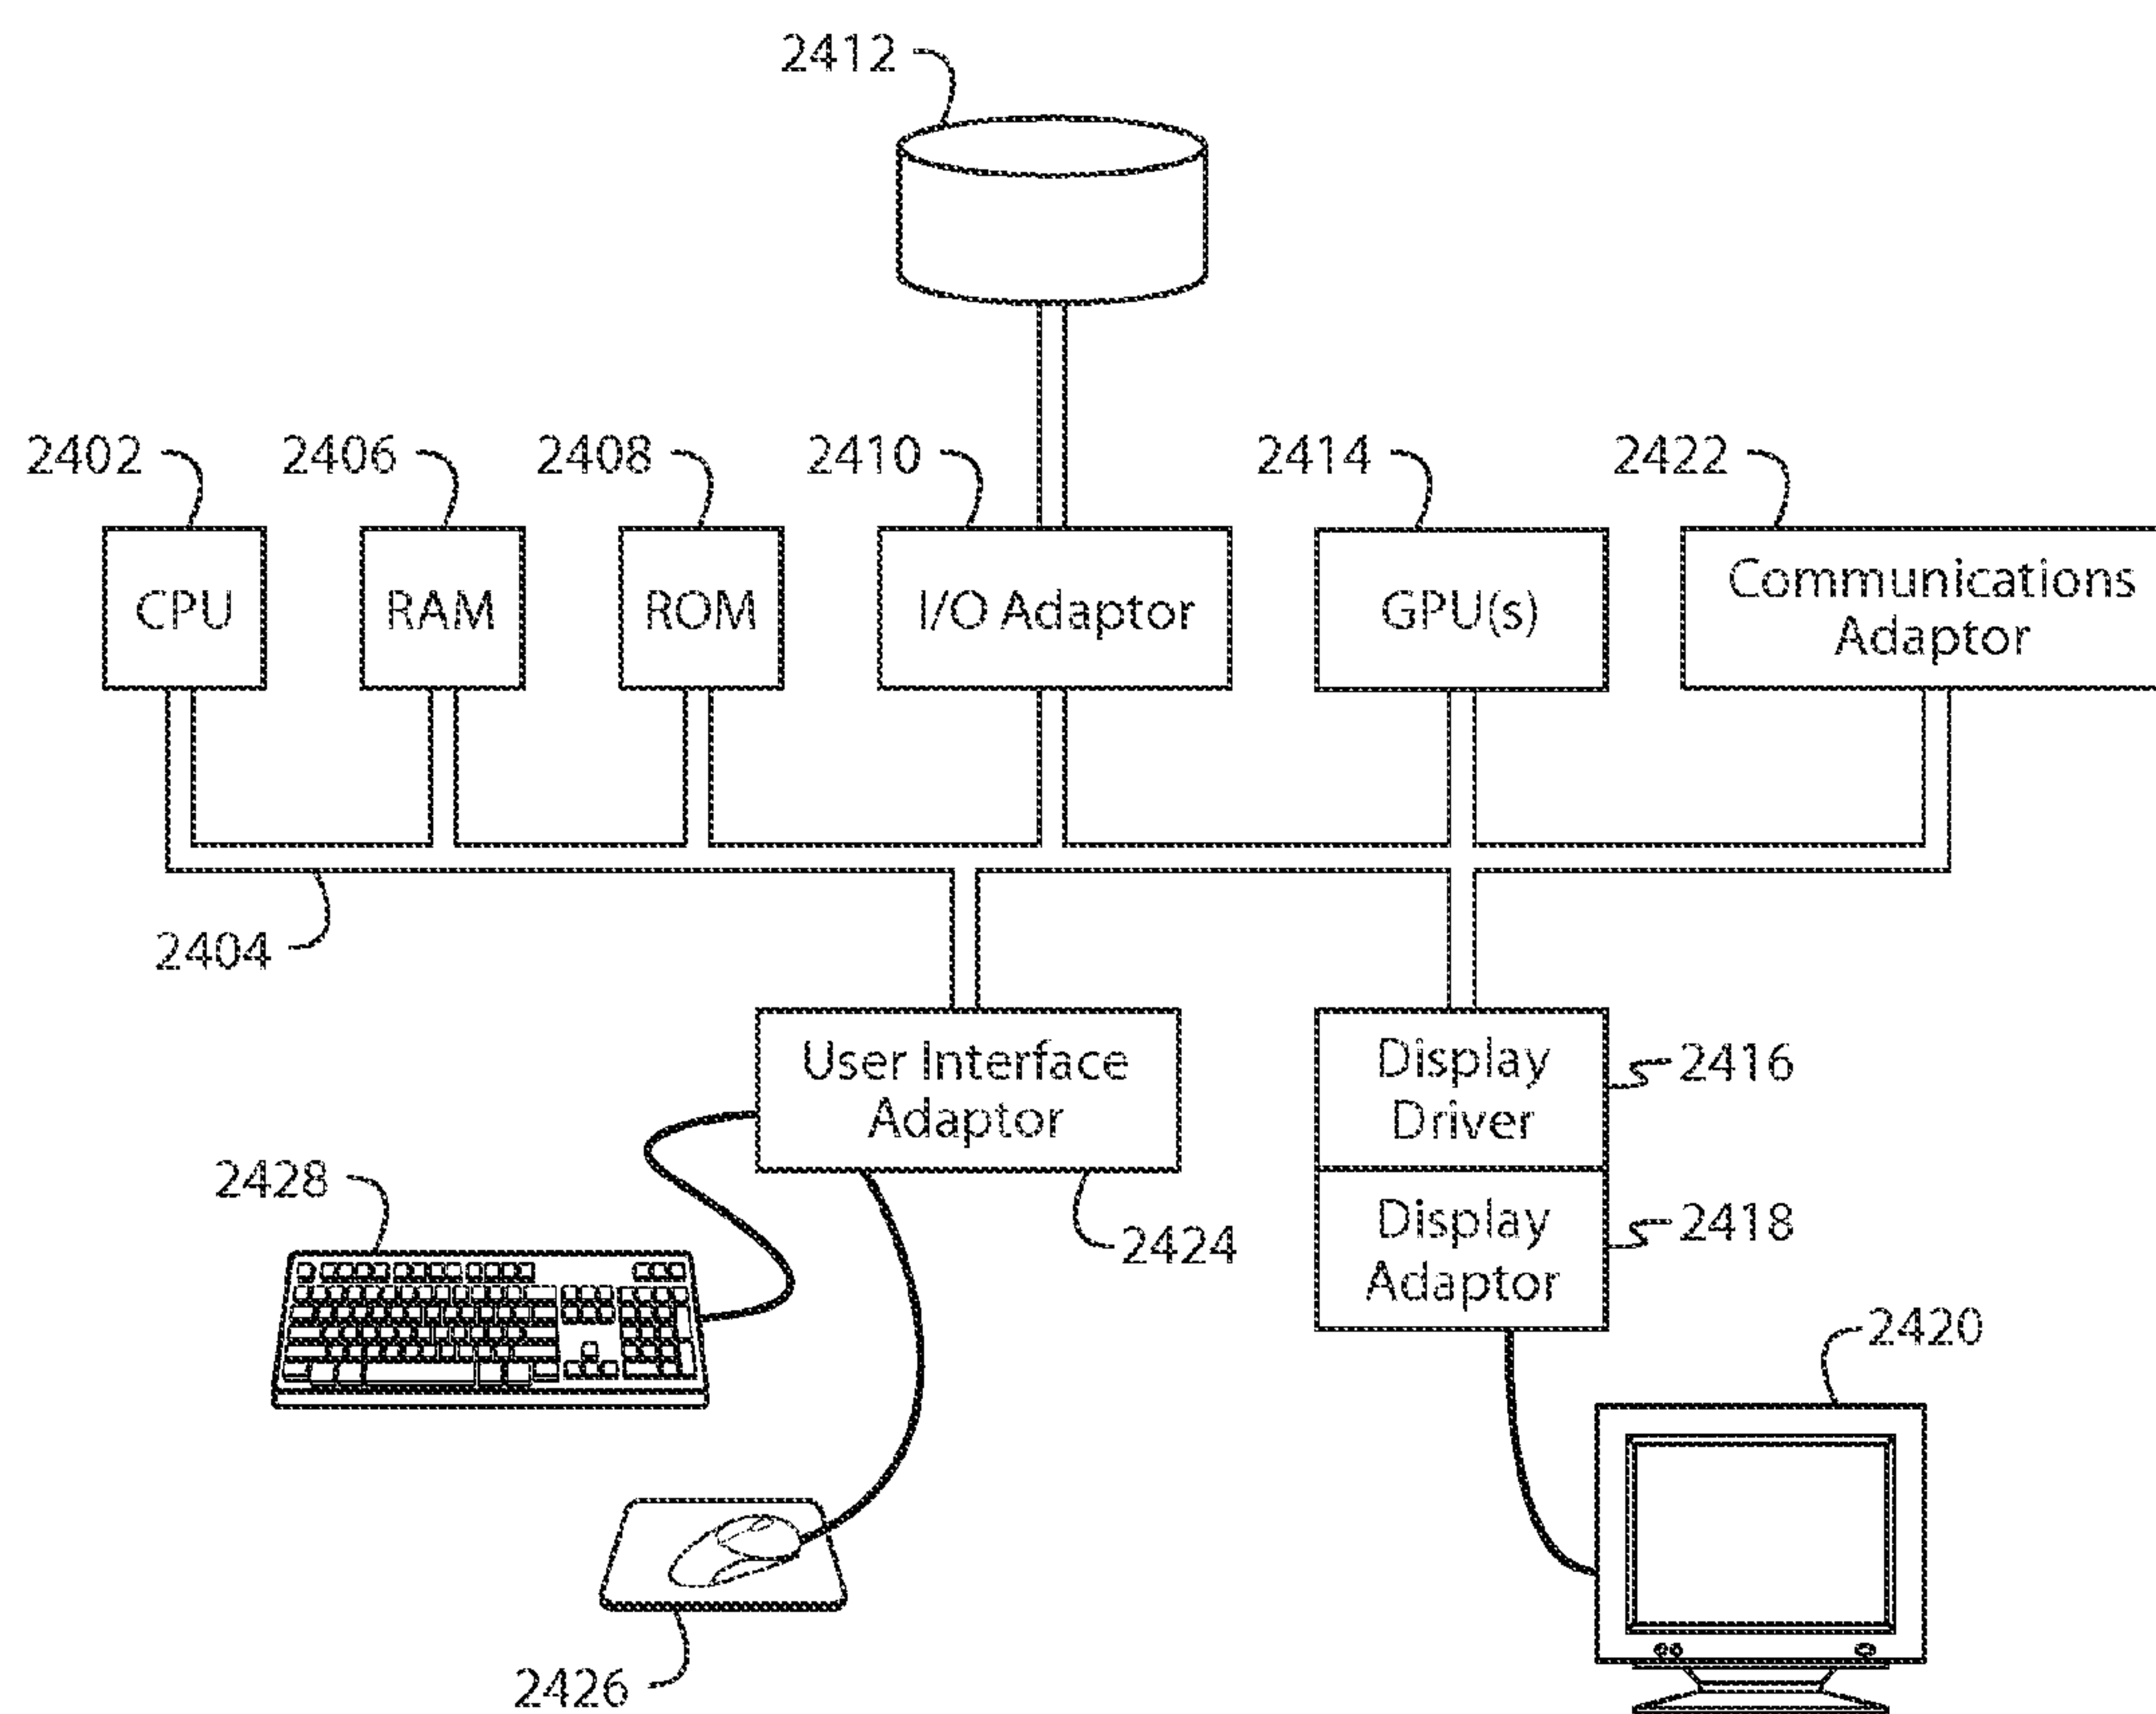 2412
2402
2406
2408
2410
2414
2422
CPU
RAM
ROM
I/O Adaptor
GPU(s)
Communications
Adaptor
2404
User Interface
Adaptor
Display
Driver
2416
2428
2424
Display
Adaptor
2418
2420
2426